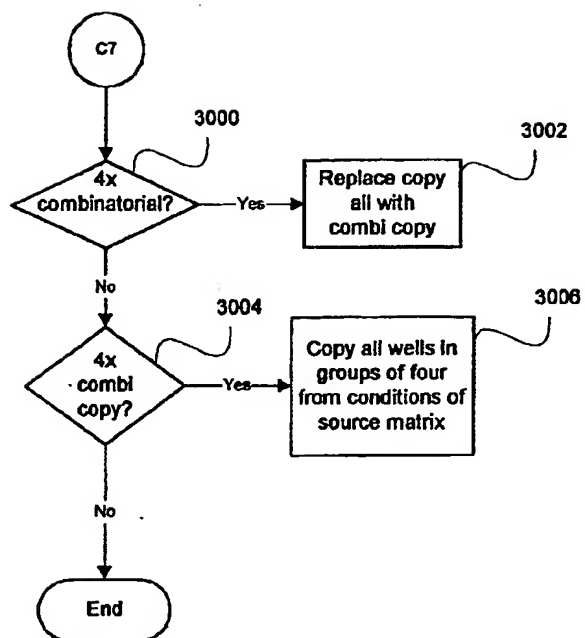 C7
3000
3002
4x
combinatorial?
Yes
Replace copy
all with
combi copy
No
3004
3006
4x
combi
copy?
Yes
Copy all wells in
groups of four
from conditions of
source matrix
No
End